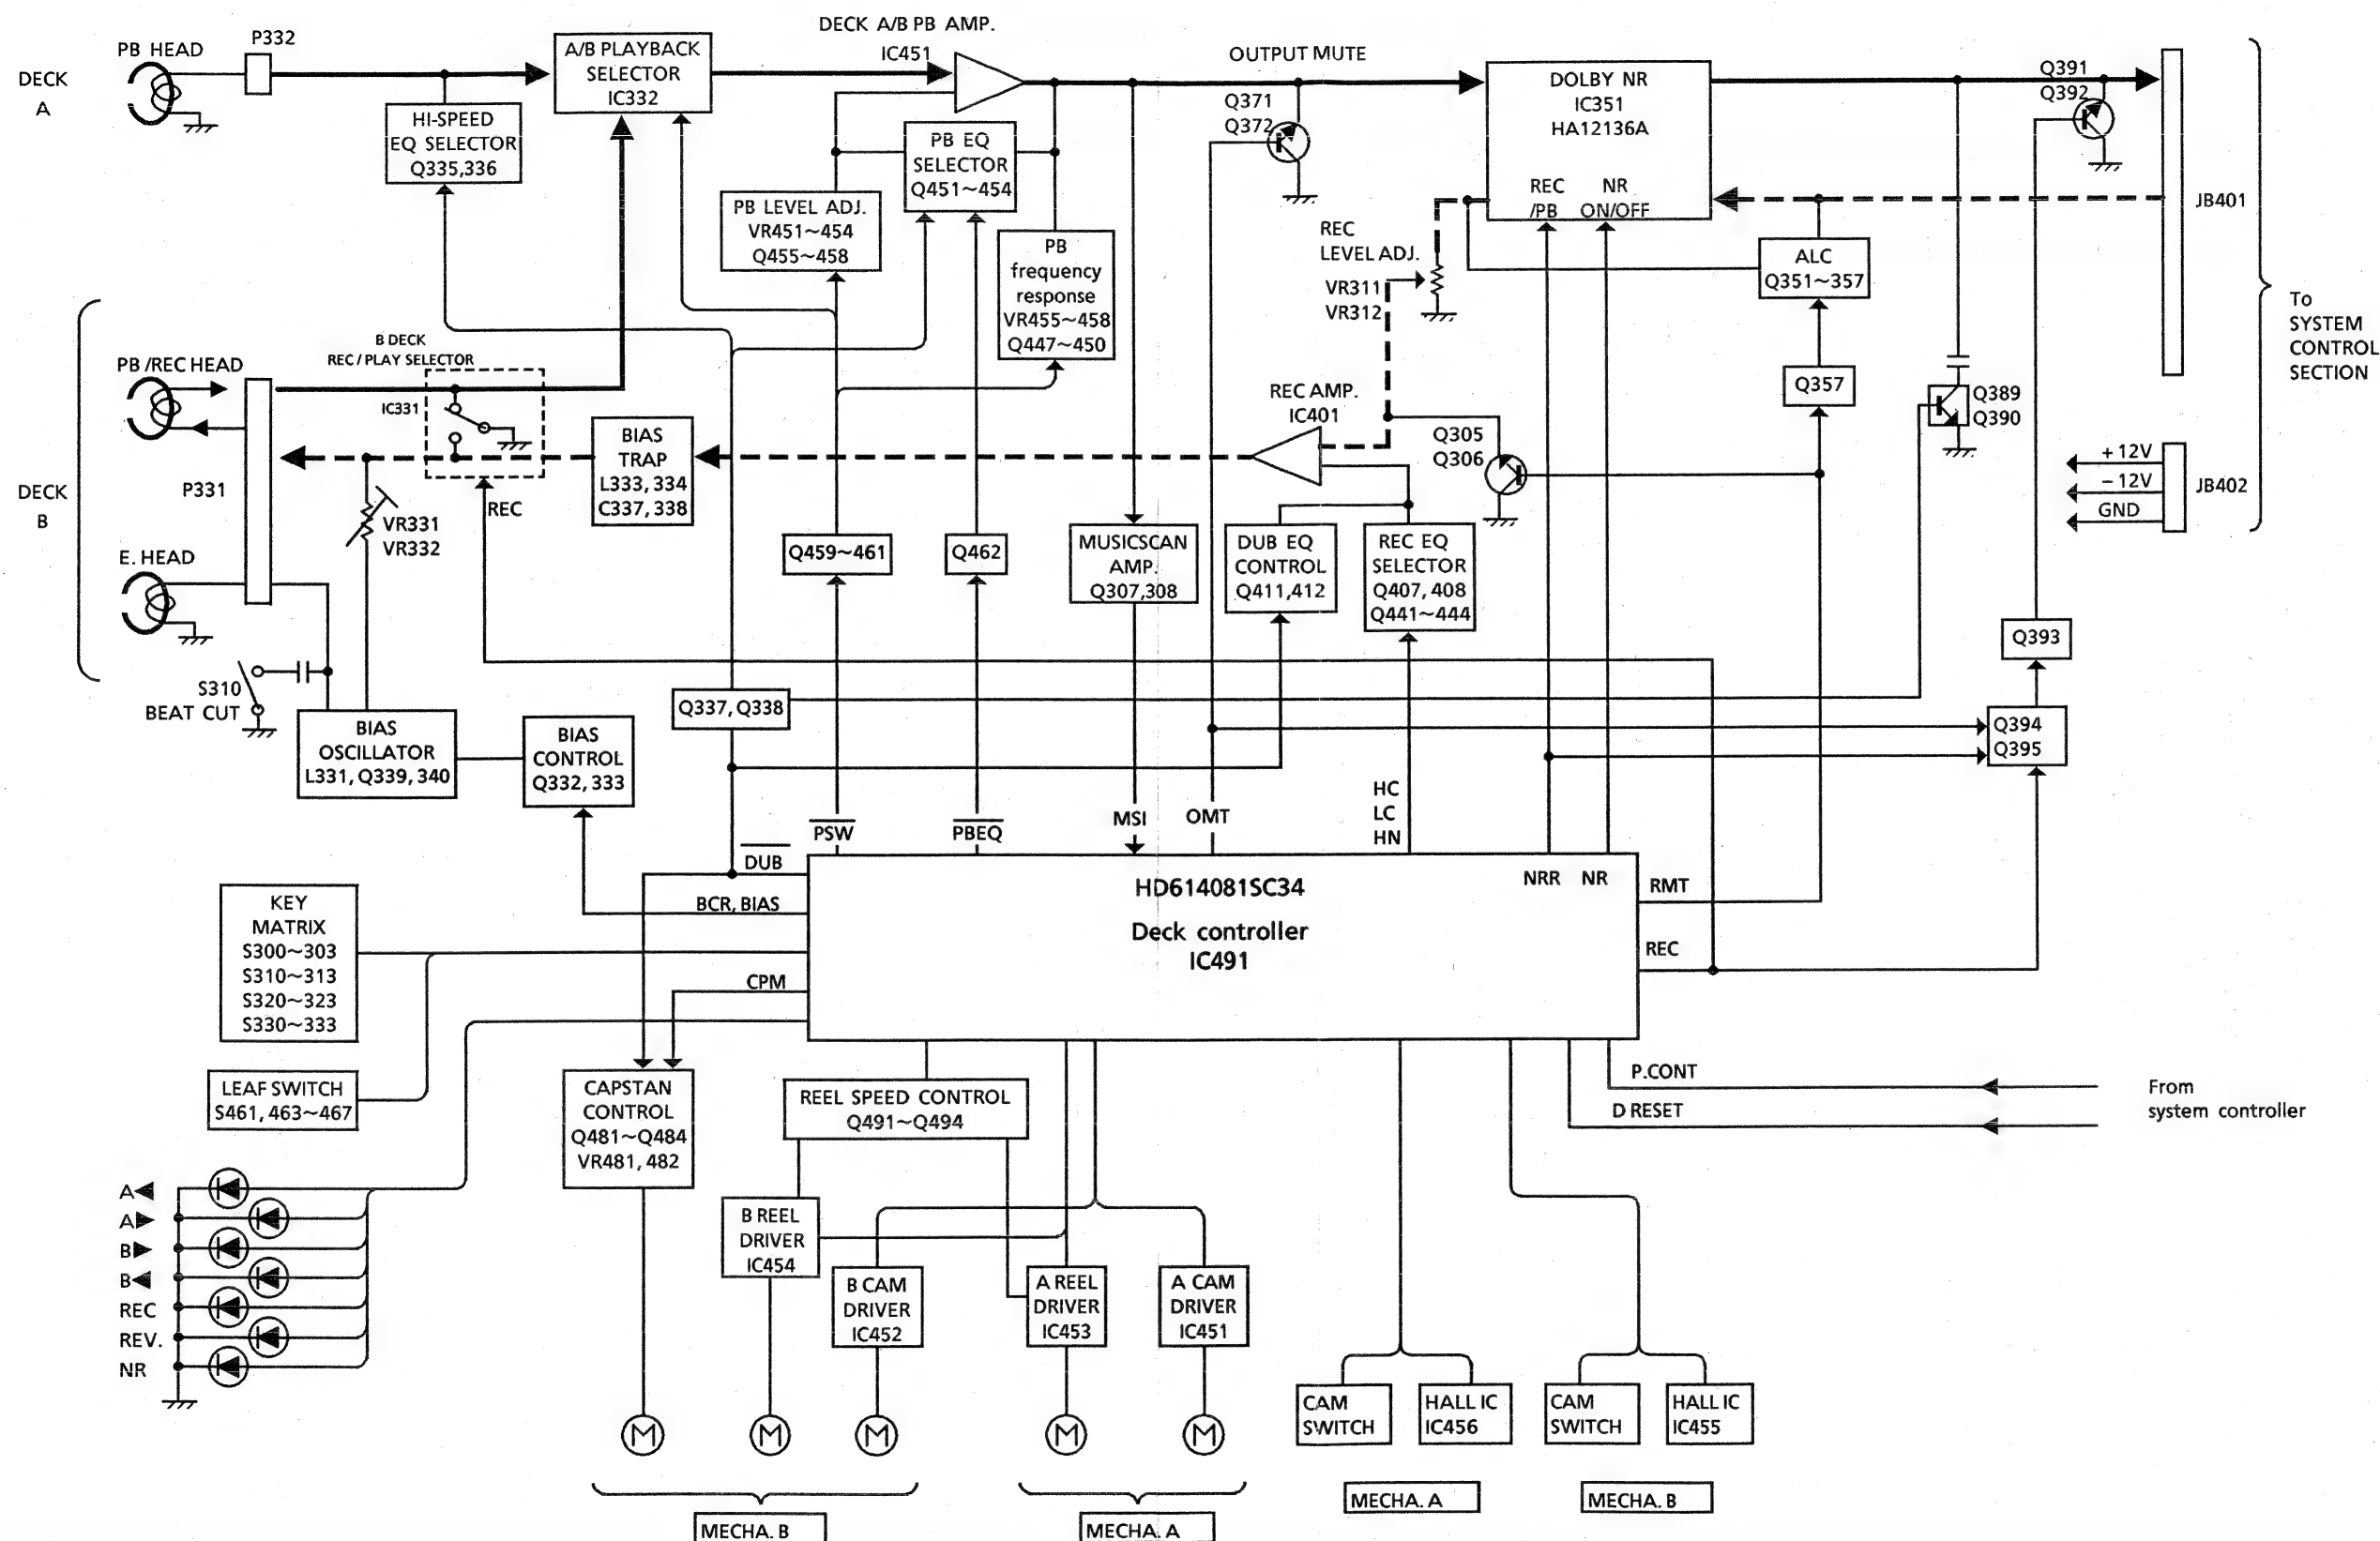 DECK A/B PB AMP.
IC451
PB HEAD
P332
DECK
A
A/B PLAYBACK
SELECTOR
IC332
HI-SPEED
EQ SELECTOR
Q335,336
PB EQ
SELECTOR
Q451~454
PB LEVEL ADJ.
VR451~454
Q455~458
PB
frequency
response
VR455~458
Q447~450
OUTPUT MUTE
Q371
Q372
DOLBY NR
IC351
HA12136A
REC
/PB
NR
ON/OFF
Q391
Q392
JB401
REC
LEVEL ADJ.
VR311
VR312
ALC
Q351~357
Q357
Q389
Q390
To
SYSTEM
CONTROL
SECTION
+12V
−12V
GND
JB402
B DECK
REC / PLAY SELECTOR
IC331
PB /REC HEAD
P331
DECK
B
E. HEAD
REC
VR331
VR332
BIAS
TRAP
L333, 334
C337, 338
REC AMP.
IC401
Q305
Q306
Q459~461
Q462
MUSICSCAN
AMP.
Q307,308
DUB EQ
CONTROL
Q411,412
REC EQ
SELECTOR
Q407, 408
Q441~444
Q393
Q394
Q395
S310
BEAT CUT
Q337, Q338
BIAS
OSCILLATOR
L331, Q339, 340
BIAS
CONTROL
Q332, 333
PSW
PBEQ
MSI
OMT
HC
LC
HN
DUB
BCR, BIAS
CPM
HD614081SC34
Deck controller
IC491
NRR
NR
RMT
REC
KEY
MATRIX
S300~303
S310~313
S320~323
S330~333
LEAF SWITCH
S461, 463~467
CAPSTAN
CONTROL
Q481~Q484
VR481, 482
REEL SPEED CONTROL
Q491~Q494
P.CONT
D RESET
From
system controller
A◀
A▶
B▶
B◀
REC
REV.
NR
B REEL
DRIVER
IC454
B CAM
DRIVER
IC452
A REEL
DRIVER
IC453
A CAM
DRIVER
IC451
M
M
M
M
M
CAM
SWITCH
HALL IC
IC456
CAM
SWITCH
HALL IC
IC455
MECHA. B
MECHA. A
MECHA. A
MECHA. B